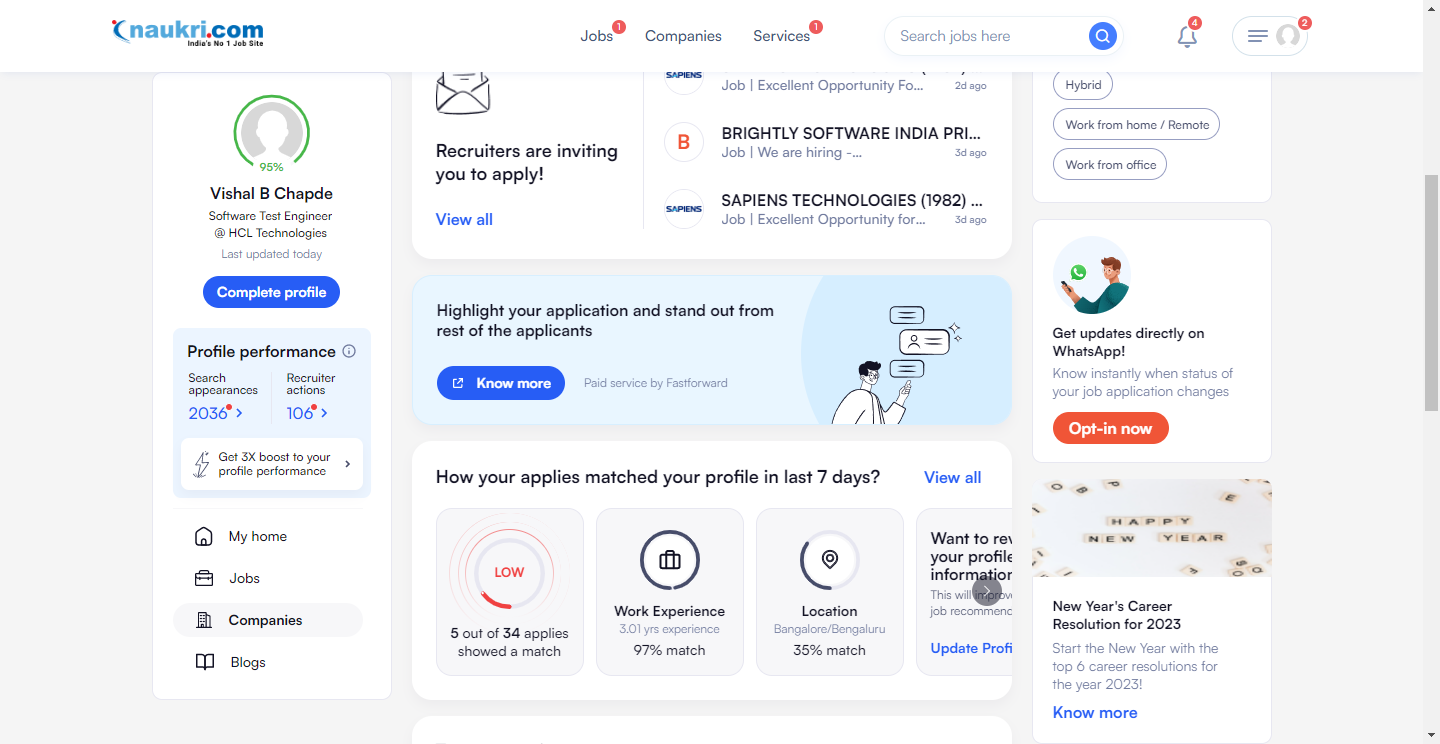 naukri.com
India's No 1 Job Site
Jobs 1
Companies
Services 1
Search jobs here
4
2
95%
Vishal B Chapde
Software Test Engineer
@ HCL Technologies
Last updated today
Complete profile
Profile performance
Search
appearances
2036
Recruiter
actions
106
Get 3X boost to your
profile performance
My home
Jobs
Companies
Blogs
Recruiters are inviting
you to apply!
View all
SAPIENS
Job | Excellent Opportunity Fo... 2d ago
B
BRIGHTLY SOFTWARE INDIA PRI...
Job | We are hiring -... 3d ago
SAPIENS
SAPIENS TECHNOLOGIES (1982) ...
Job | Excellent Opportunity for... 3d ago
Highlight your application and stand out from
rest of the applicants
Know more
Paid service by Fastforward
How your applies matched your profile in last 7 days?
View all
LOW
5 out of 34 applies
showed a match
Work Experience
3.01 yrs experience
97% match
Location
Bangalore/Bengaluru
35% match
Want to rev
your profile
information
This will improve
job recommend
Update Profi
Hybrid
Work from home / Remote
Work from office
Get updates directly on
WhatsApp!
Know instantly when status of
your job application changes
Opt-in now
HAPPY
NEW YEAR
New Year's Career
Resolution for 2023
Start the New Year with the
top 6 career resolutions for
the year 2023!
Know more